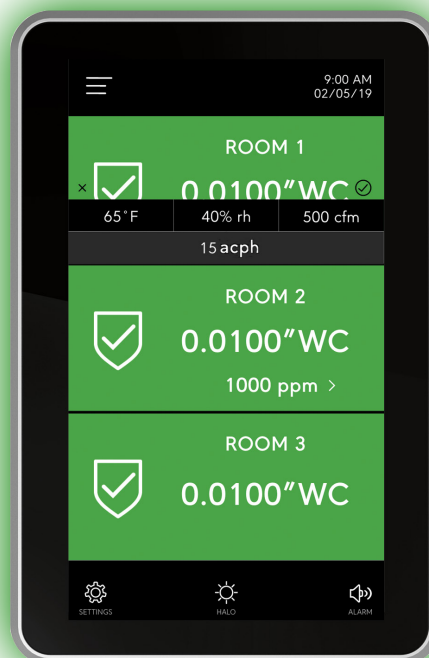 9:00 AM
02/05/19
ROOM 1
0.0100"WC
65°F 40% rh 500 cfm
15 acph
ROOM 2
0.0100"WC
1000 ppm >
ROOM 3
0.0100"WC
SETTINGS HALO ALARM